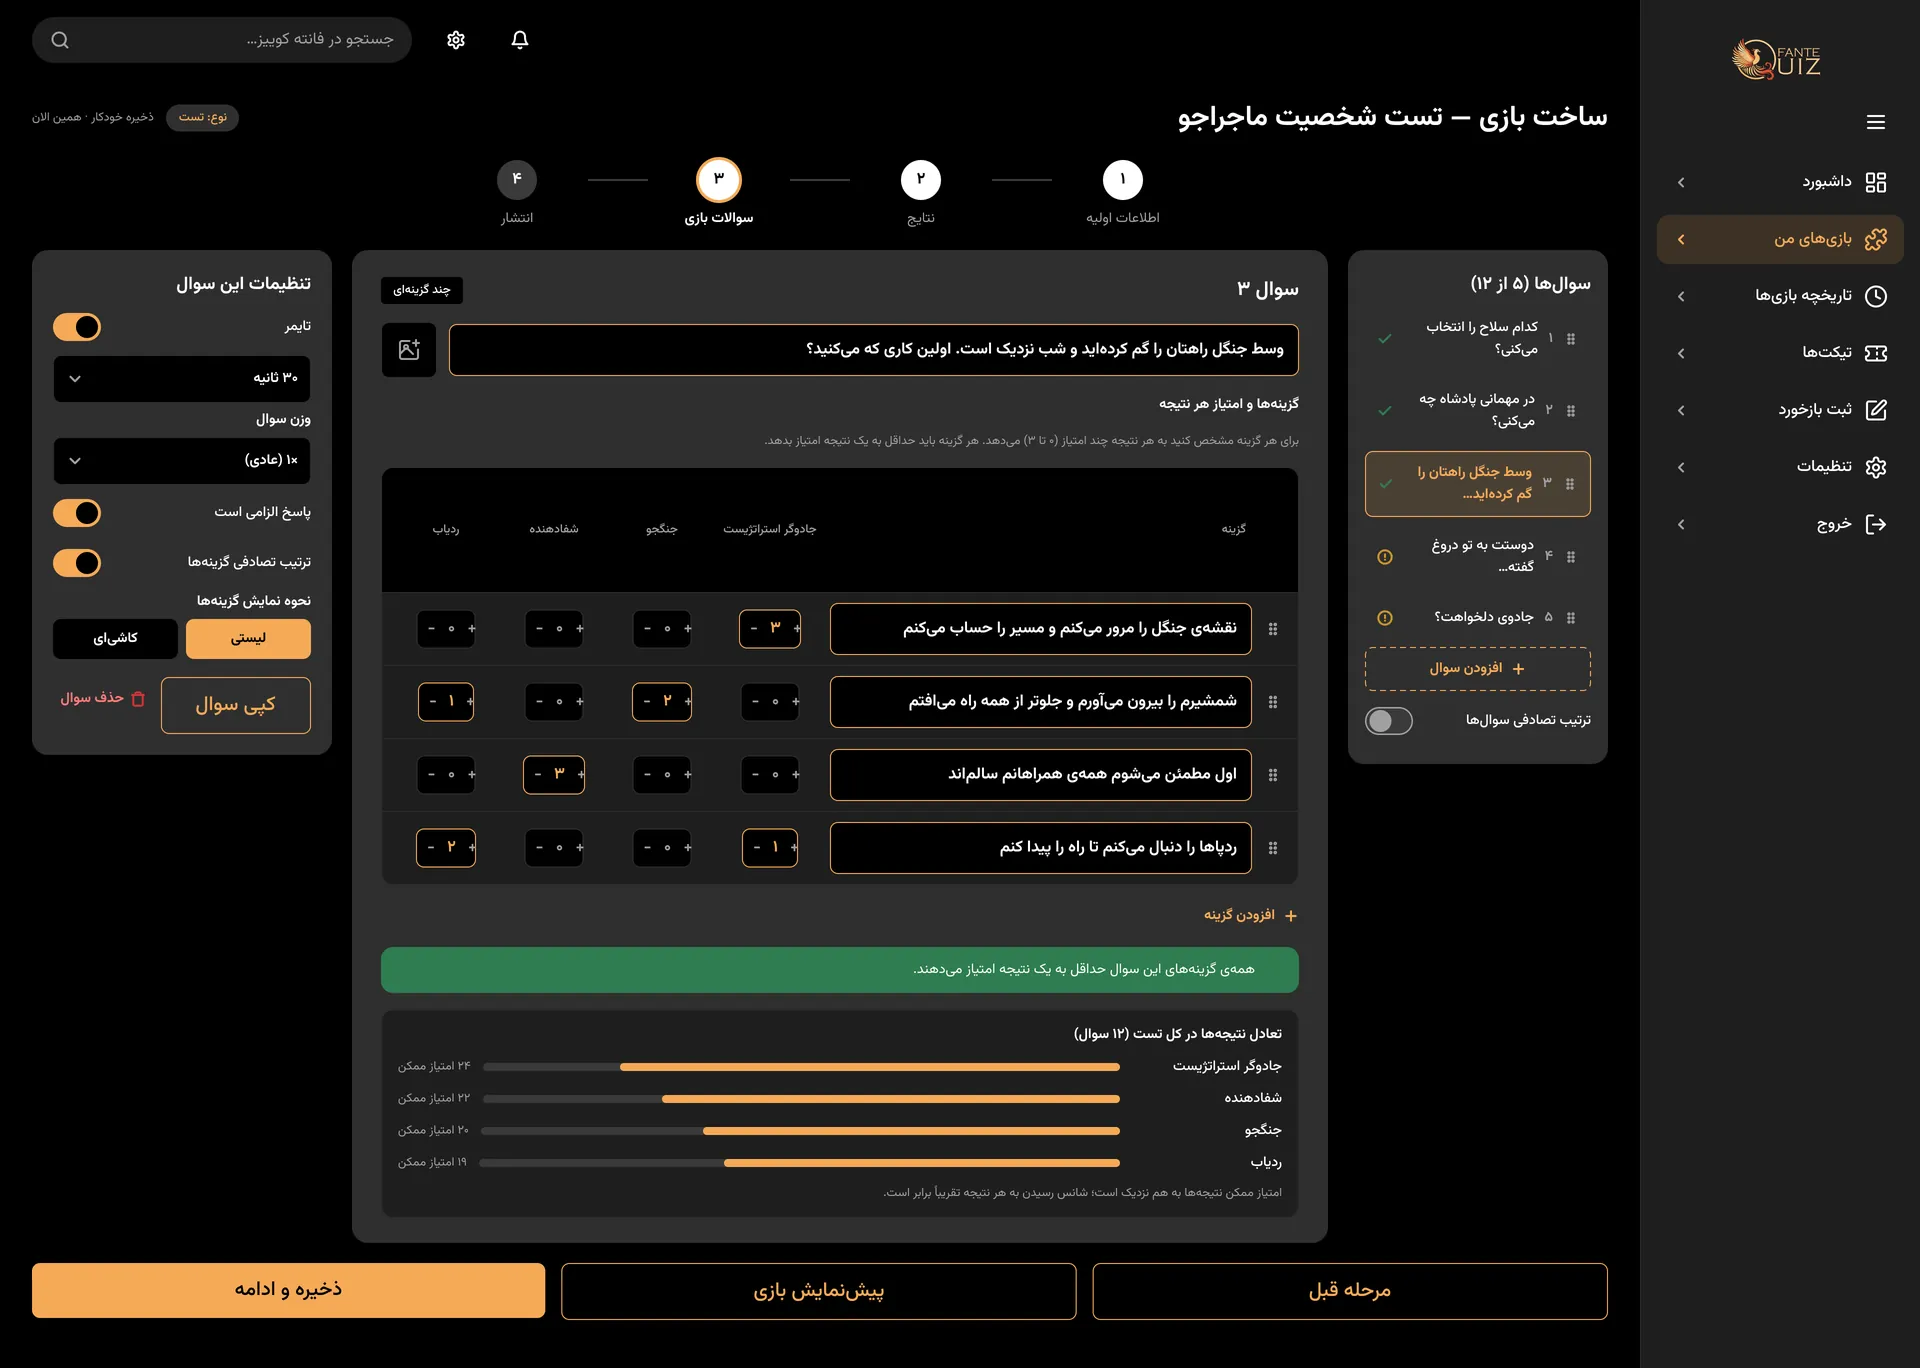 FANTE
UIZ
داشبورد
بازی‌های من
تاریخچه بازی‌ها
تیکت‌ها
ثبت بازخورد
تنظیمات
خروج
جستجو در فانته کوییز...
ساخت بازی – تست شخصیت ماجراجو
نوع: تست
ذخیره خودکار · همین الان
۱
اطلاعات اولیه
۲
نتایج
۳
سوالات بازی
۴
انتشار
سوال‌ها (۵ از ۱۲)
۱ کدام سلاح را انتخاب
می‌کنی؟
۲ در مهمانی پادشاه چه
می‌کنی؟
۳ وسط جنگل راهتان را
گم کرده‌اید...
۴ دوستت به تو دروغ
گفته...
۵ جادوی دلخواهت؟
+ افزودن سوال
ترتیب تصادفی سوال‌ها
سوال ۳
چند گزینه‌ای
وسط جنگل راهتان را گم کرده‌اید و شب نزدیک است. اولین کاری که می‌کنید؟
گزینه‌ها و امتیاز هر نتیجه
برای هر گزینه مشخص کنید به هر نتیجه چند امتیاز (۰ تا ۳) می‌دهد. هر گزینه باید حداقل به یک نتیجه امتیاز بدهد.
گزینه جادوگر استراتژیست جنگجو شفادهنده ردیاب
نقشه‌ی جنگل را مرور می‌کنم و مسیر را حساب می‌کنم + ۳ - + ۰ - + ۰ - + ۰ -
شمشیرم را بیرون می‌آورم و جلوتر از همه راه می‌افتم + ۰ - + ۲ - + ۰ - + ۱ -
اول مطمئن می‌شوم همه‌ی همراهانم سالم‌اند + ۰ - + ۰ - + ۳ - + ۰ -
ردپاها را دنبال می‌کنم تا راه را پیدا کنم + ۱ - + ۰ - + ۰ - + ۲ -
+ افزودن گزینه
همه‌ی گزینه‌های این سوال حداقل به یک نتیجه امتیاز می‌دهند.
تعادل نتیجه‌ها در کل تست (۱۲ سوال)
جادوگر استراتژیست ۲۴ امتیاز ممکن
شفادهنده ۲۲ امتیاز ممکن
جنگجو ۲۰ امتیاز ممکن
ردیاب ۱۹ امتیاز ممکن
امتیاز ممکن نتیجه‌ها به هم نزدیک است؛ شانس رسیدن به هر نتیجه تقریباً برابر است.
تنظیمات این سوال
تایمر
۳۰ ثانیه
وزن سوال
×۱ (عادی)
پاسخ الزامی است
ترتیب تصادفی گزینه‌ها
نحوه نمایش گزینه‌ها
لیستی
کاشی‌ای
کپی سوال
حذف سوال
مرحله قبل
پیش‌نمایش بازی
ذخیره و ادامه